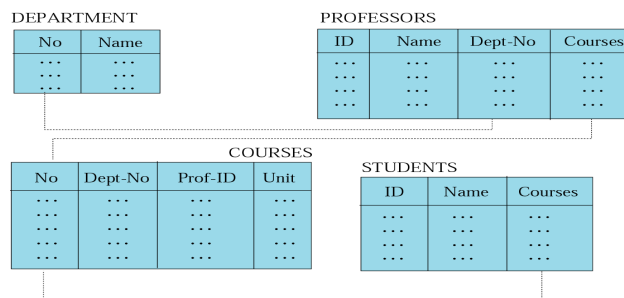 DEPARTMENT
No Name
... ...
... ...
... ...
PROFESSORS
ID Name Dept-No Courses
... ... ... ...
... ... ... ...
... ... ... ...
... ... ... ...
COURSES
No Dept-No Prof-ID Unit
... ... ... ...
... ... ... ...
... ... ... ...
... ... ... ...
... ... ... ...
STUDENTS
ID Name Courses
... ... ...
... ... ...
... ... ...
... ... ...